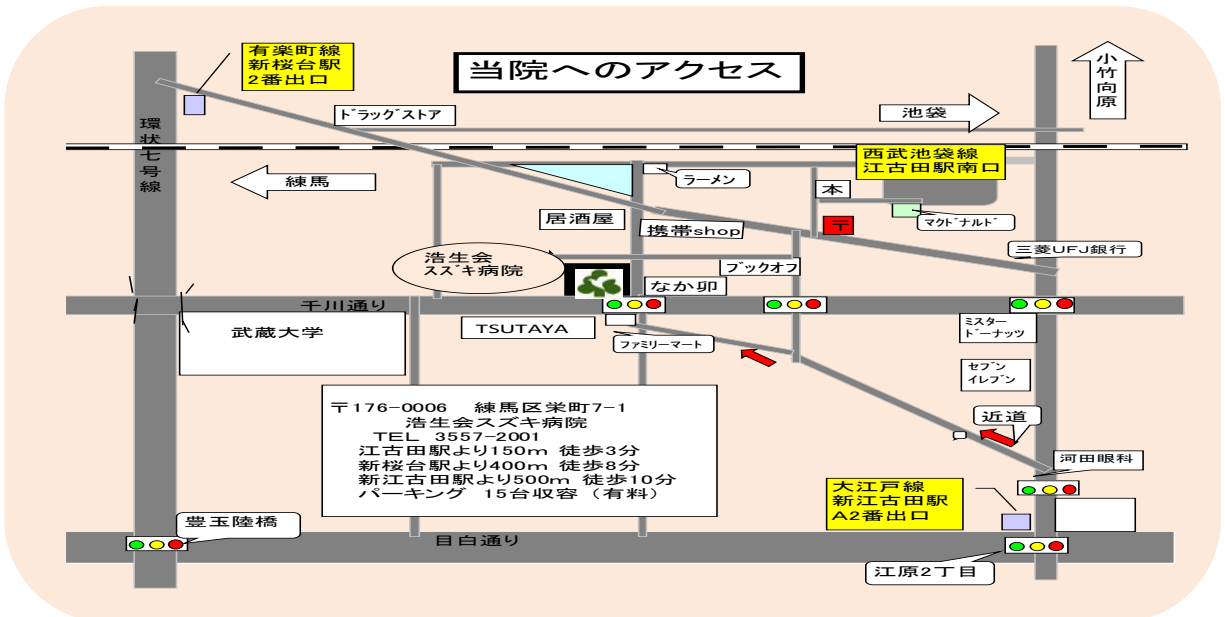 当院へのアクセス
有楽町線
新桜台駅
2番出口
小竹向原
ドラッグストア
池袋
環状七号線
練馬
西武池袋線
江古田駅南口
ラーメン
本
居酒屋
携帯shop
〒
マクドナルド
三菱UFJ銀行
浩生会
スズキ病院
ブックオフ
なか卯
千川通り
武蔵大学
TSUTAYA
ファミリーマート
ミスター
ドーナッツ
セブン
イレブン
〒176-0006 練馬区栄町7-1
浩生会スズキ病院
TEL 3557-2001
江古田駅より150m 徒歩3分
新桜台駅より400m 徒歩8分
新江古田駅より500m 徒歩10分
パーキング 15台収容（有料）
近道
河田眼科
大江戸線
新江古田駅
A2番出口
豊玉陸橋
目白通り
江原2丁目